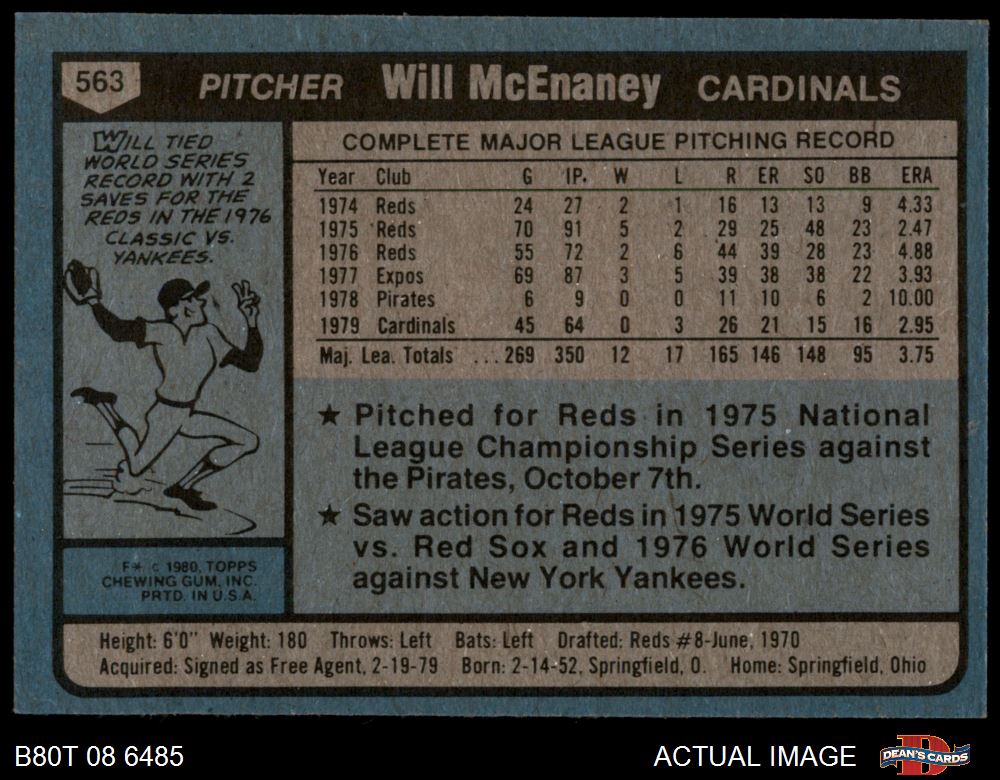 563 PITCHER Will McEnaney CARDINALS
WILL TIED
WORLD SERIES
RECORD WITH 2
SAVES FOR THE
REDS IN THE 1976
CLASSIC VS.
YANKEES.
COMPLETE MAJOR LEAGUE PITCHING RECORD
Year Club G IP. W L R ER SO BB ERA
1974 Reds 24 27 2 1 16 13 13 9 4.33
1975 Reds 70 91 5 2 29 25 48 23 2.47
1976 Reds 55 72 2 6 44 39 28 23 4.88
1977 Expos 69 87 3 5 39 38 38 22 3.93
1978 Pirates 6 9 0 0 11 10 6 2 10.00
1979 Cardinals 45 64 0 3 26 21 15 16 2.95
Maj. Lea. Totals ... 269 350 12 17 165 146 148 95 3.75
★ Pitched for Reds in 1975 National
League Championship Series against
the Pirates, October 7th.
★ Saw action for Reds in 1975 World Series
vs. Red Sox and 1976 World Series
against New York Yankees.
F* © 1980, TOPPS
CHEWING GUM, INC.
PRTD. IN U.S.A.
Height: 6'0" Weight: 180 Throws: Left Bats: Left Drafted: Reds #8-June, 1970
Acquired: Signed as Free Agent, 2-19-79 Born: 2-14-52, Springfield, O. Home: Springfield, Ohio
B80T 08 6485 ACTUAL IMAGE DEAN'S CARDS